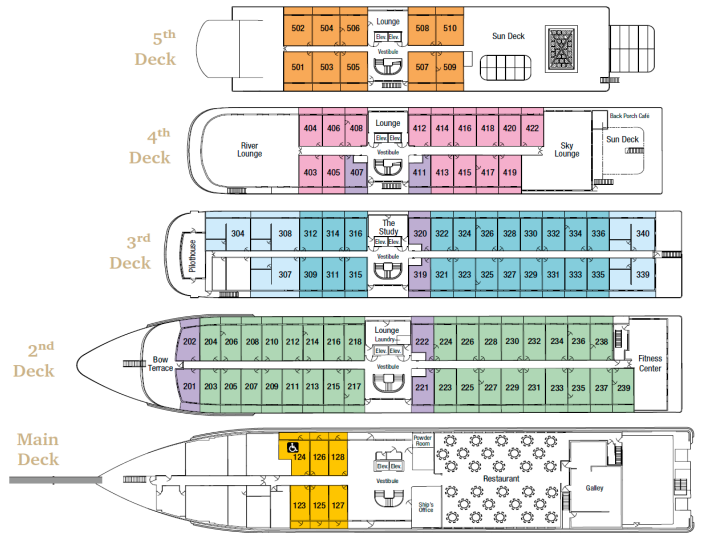 5th
Deck
502 504 506
Lounge
508 510
Elev. Elev.
Sun Deck
Vestibule
501 503 505
507 509
4th
Deck
404 406 408
Lounge
412 414 416 418 420 422
Back Porch Café
Elev. Elev.
River
Lounge
Vestibule
Sky
Lounge
Sun Deck
403 405 407
411 413 415 417 419
3rd
Deck
Pilothouse
304 308 312 314 316
The
Study
320 322 324 326 328 330 332 334 336 340
Elev. Elev.
Vestibule
307 309 311 315
319 321 323 325 327 329 331 333 335 339
2nd
Deck
Bow
Terrace
202 204 206 208 210 212 214 216 218
Lounge
Laundry
222 224 226 228 230 232 234 236 238
Elev. Elev.
Vestibule
Fitness
Center
201 203 205 207 209 211 213 215 217
221 223 225 227 229 231 233 235 237 239
Main
Deck
124 126 128
Powder
Room
Elev. Elev.
Vestibule
Restaurant
Galley
123 125 127
Ship's
Office